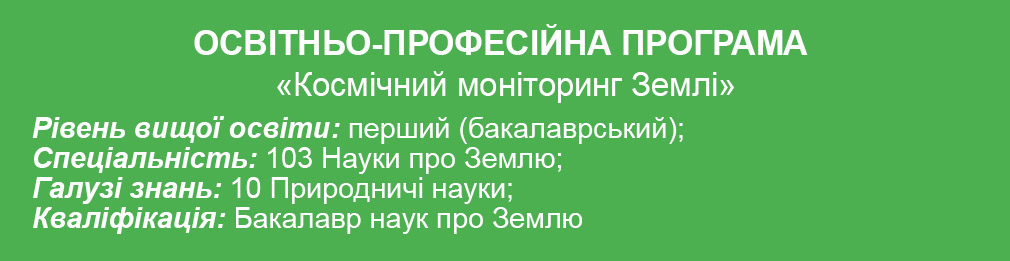 ОСВІТНЬО-ПРОФЕСІЙНА ПРОГРАМА
«Космічний моніторинг Землі»
Рівень вищої освіти: перший (бакалаврський);
Спеціальність: 103 Науки про Землю;
Галузі знань: 10 Природничі науки;
Кваліфікація: Бакалавр наук про Землю